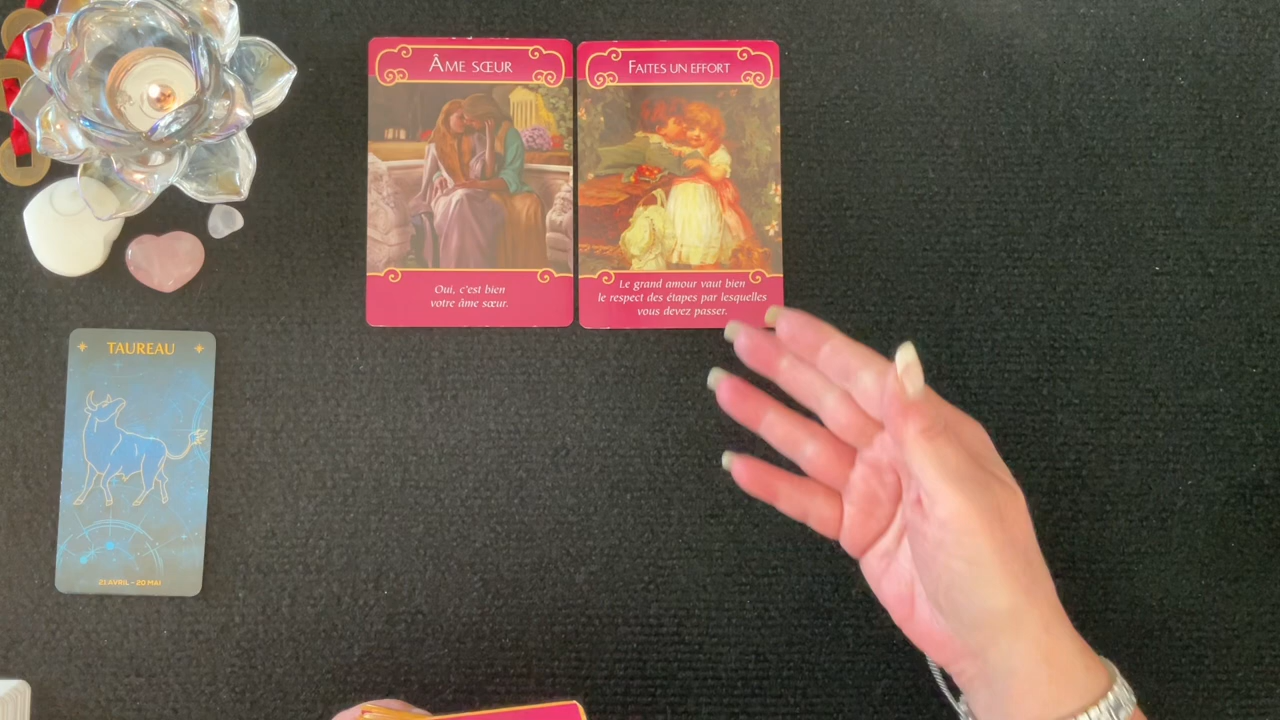 ÂME SŒUR
Oui, c'est bien
votre âme sœur.
FAITES UN EFFORT
Le grand amour vaut bien
le respect des étapes par lesquelles
vous devez passer.
TAUREAU
21 AVRIL - 20 MAI